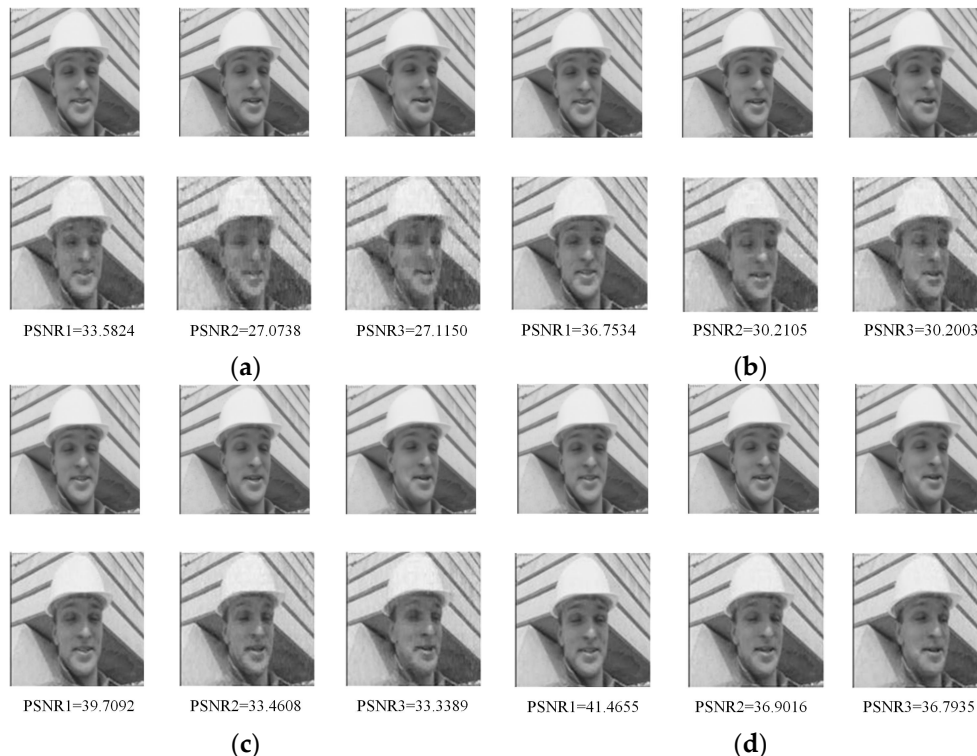 PSNR1=33.5824 PSNR2=27.0738 PSNR3=27.1150 PSNR1=36.7534 PSNR2=30.2105 PSNR3=30.2003
(a) (b)
PSNR1=39.7092 PSNR2=33.4608 PSNR3=33.3389 PSNR1=41.4655 PSNR2=36.9016 PSNR3=36.7935
(c) (d)